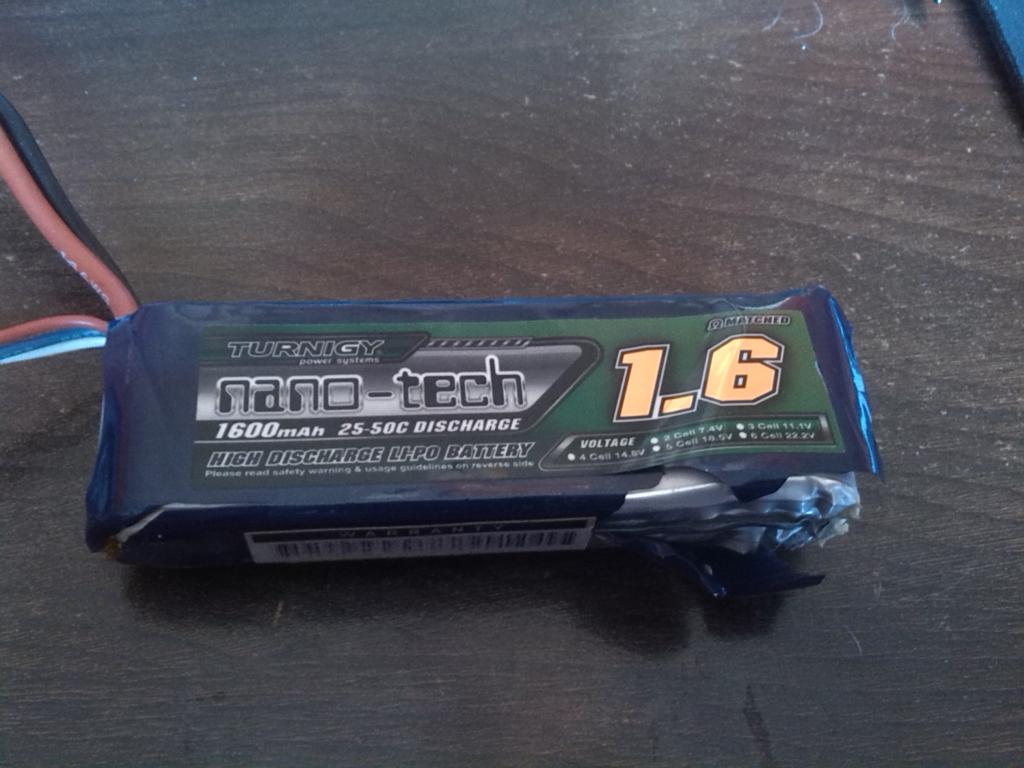 TURNIGY
power systems
nano-tech
1600mAh 25-50C DISCHARGE
HIGH DISCHARGE LI-PO BATTERY
Please read safety warning & usage guidelines on reverse side
Ω MATCHED
1.6
VOLTAGE
2 Cell 7.4V 3 Cell 11.1V
4 Cell 14.8V 5 Cell 18.5V 6 Cell 22.2V
WARRANTY